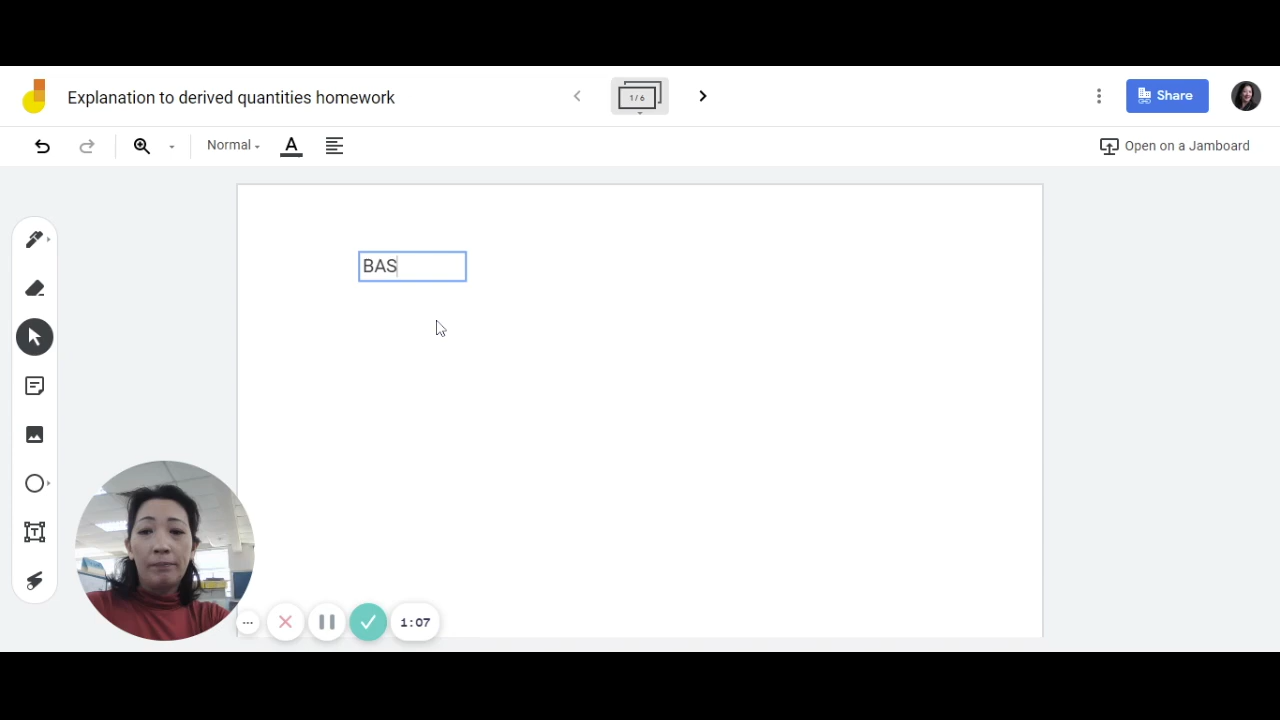 Explanation to derived quantities homework
1/6
Share
Normal
A
Open on a Jamboard
BAS
T
1:07